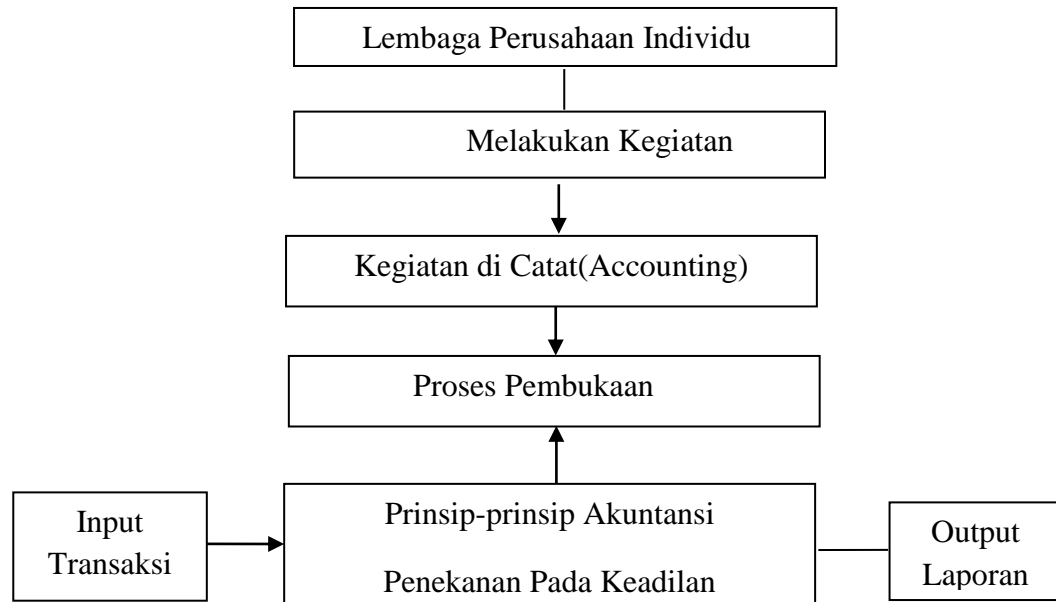 Lembaga Perusahaan Individu
Melakukan Kegiatan
Kegiatan di Catat(Accounting)
Proses Pembukaan
Input
Transaksi
Prinsip-prinsip Akuntansi
Penekanan Pada Keadilan
Output
Laporan